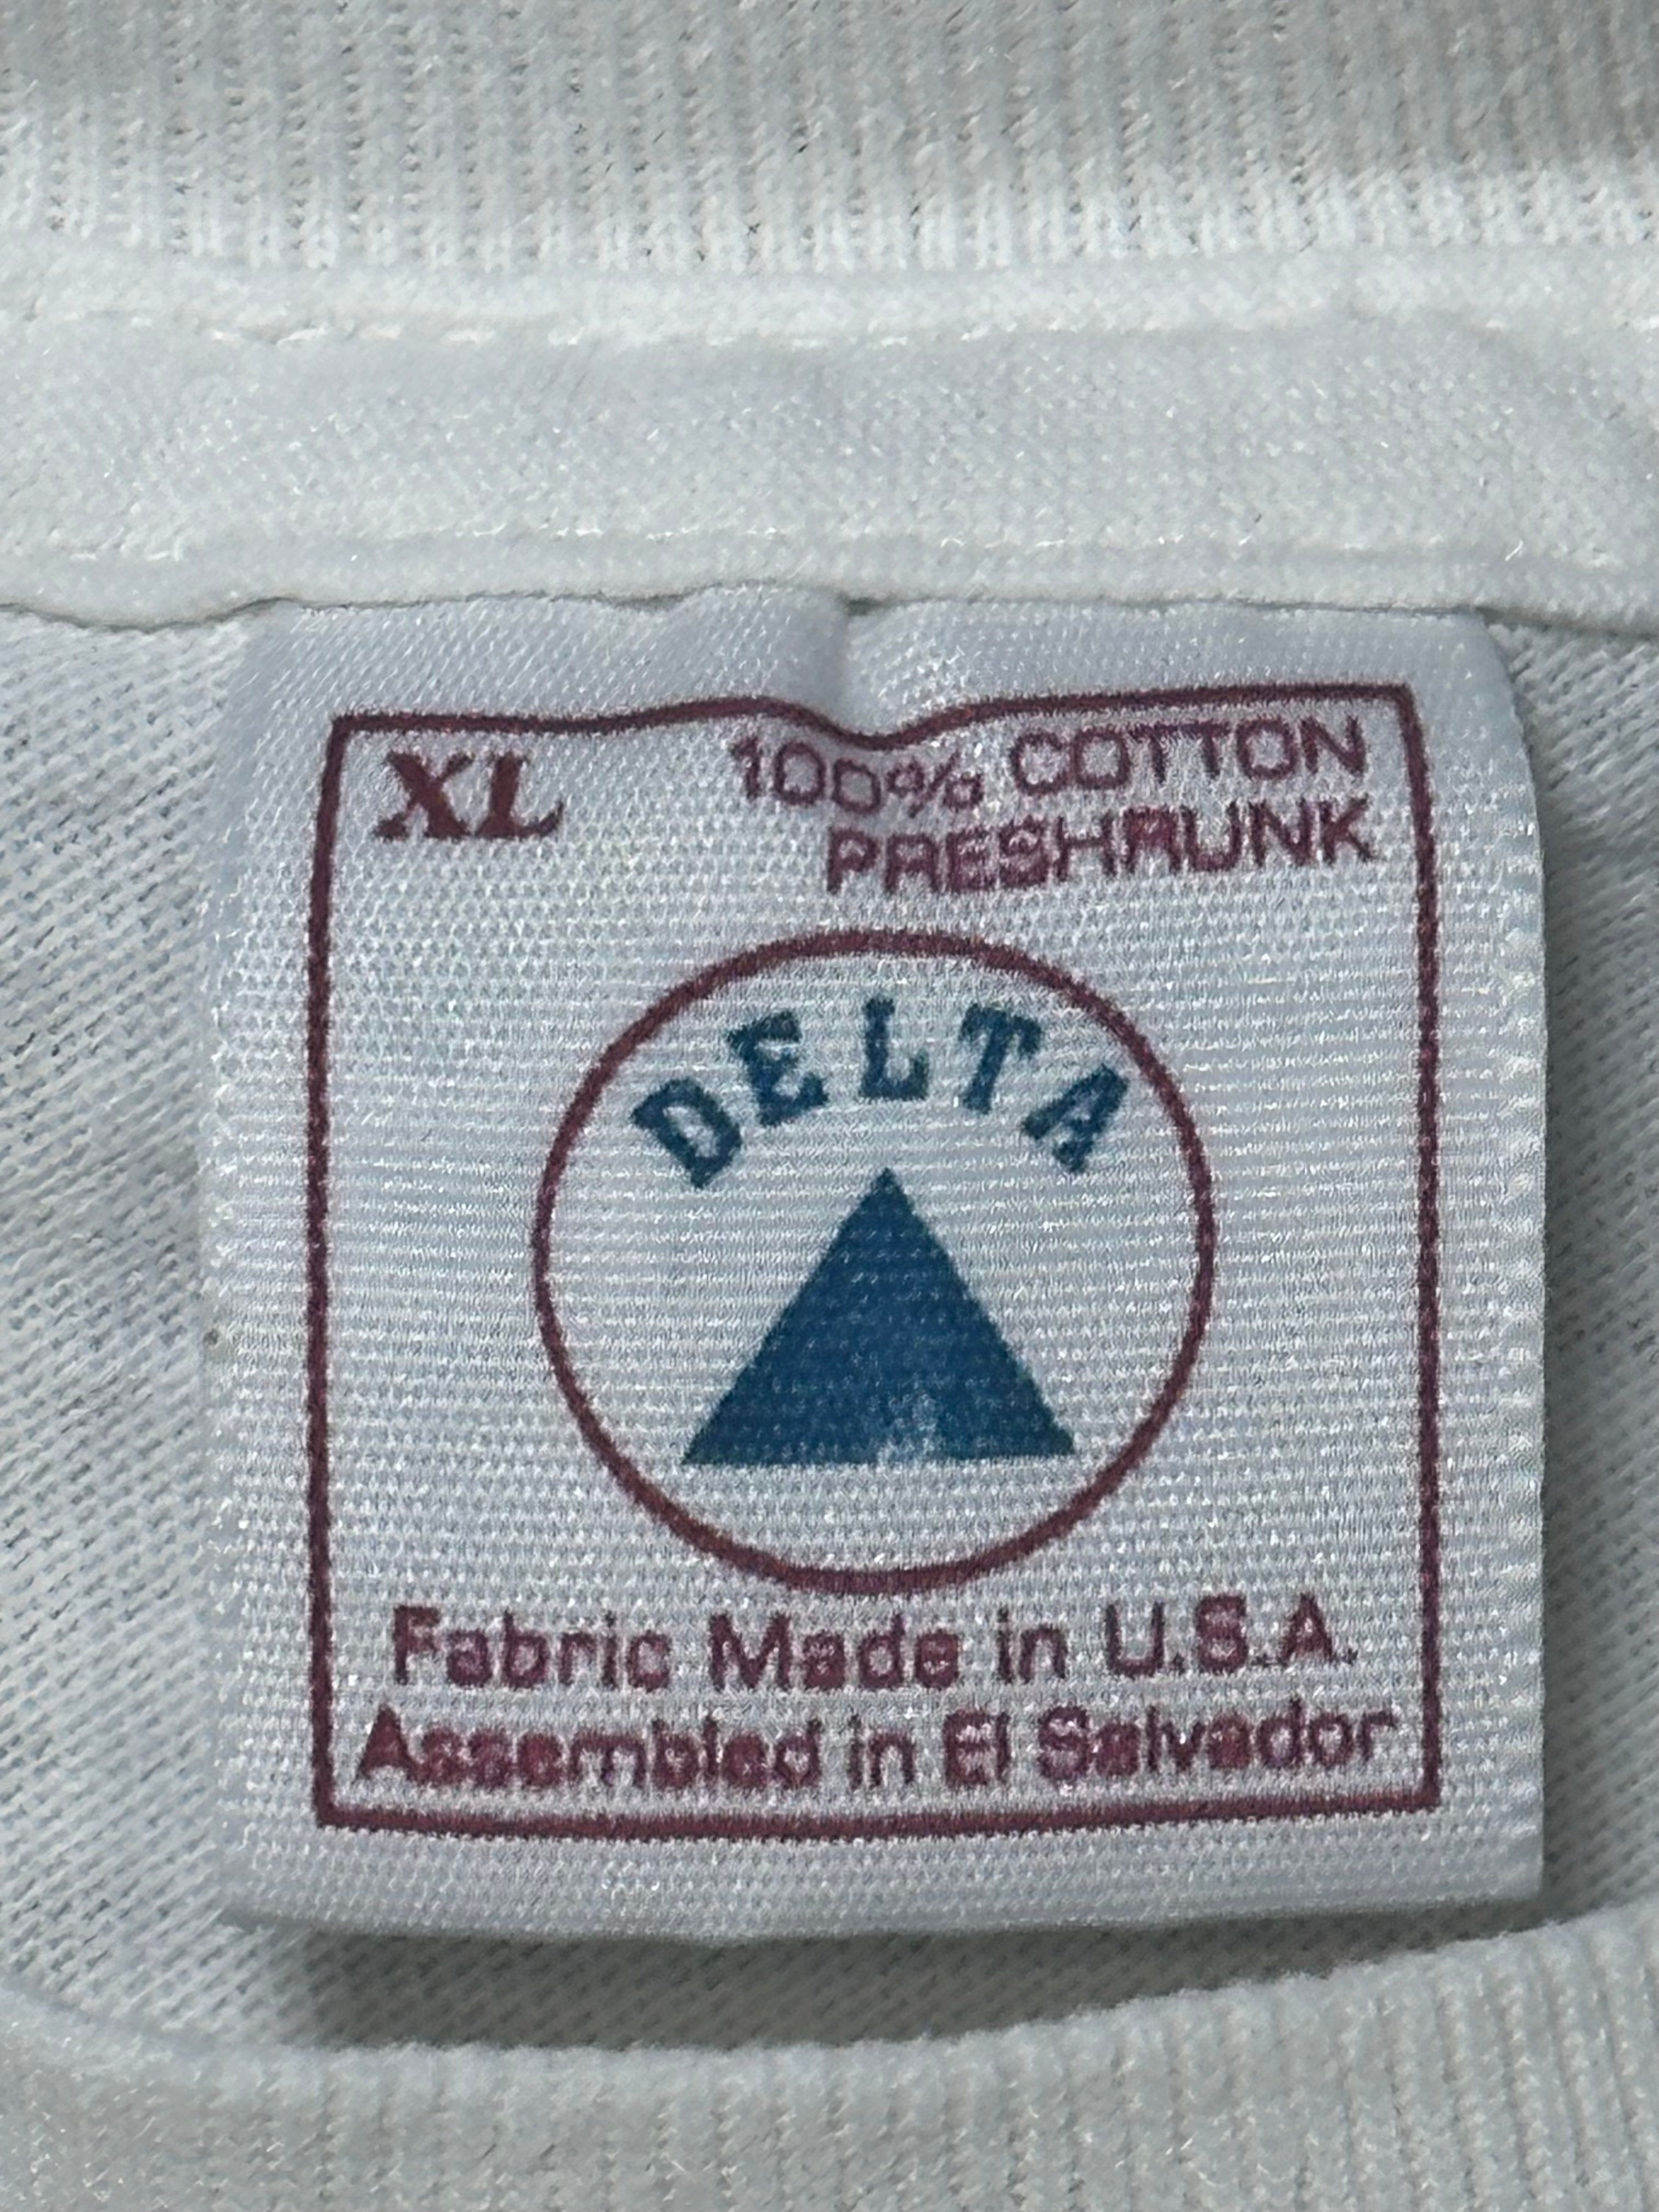 XL
100% COTTON
PRESHRUNK
DELTA
Fabric Made in U.S.A.
Assembled in El Salvador